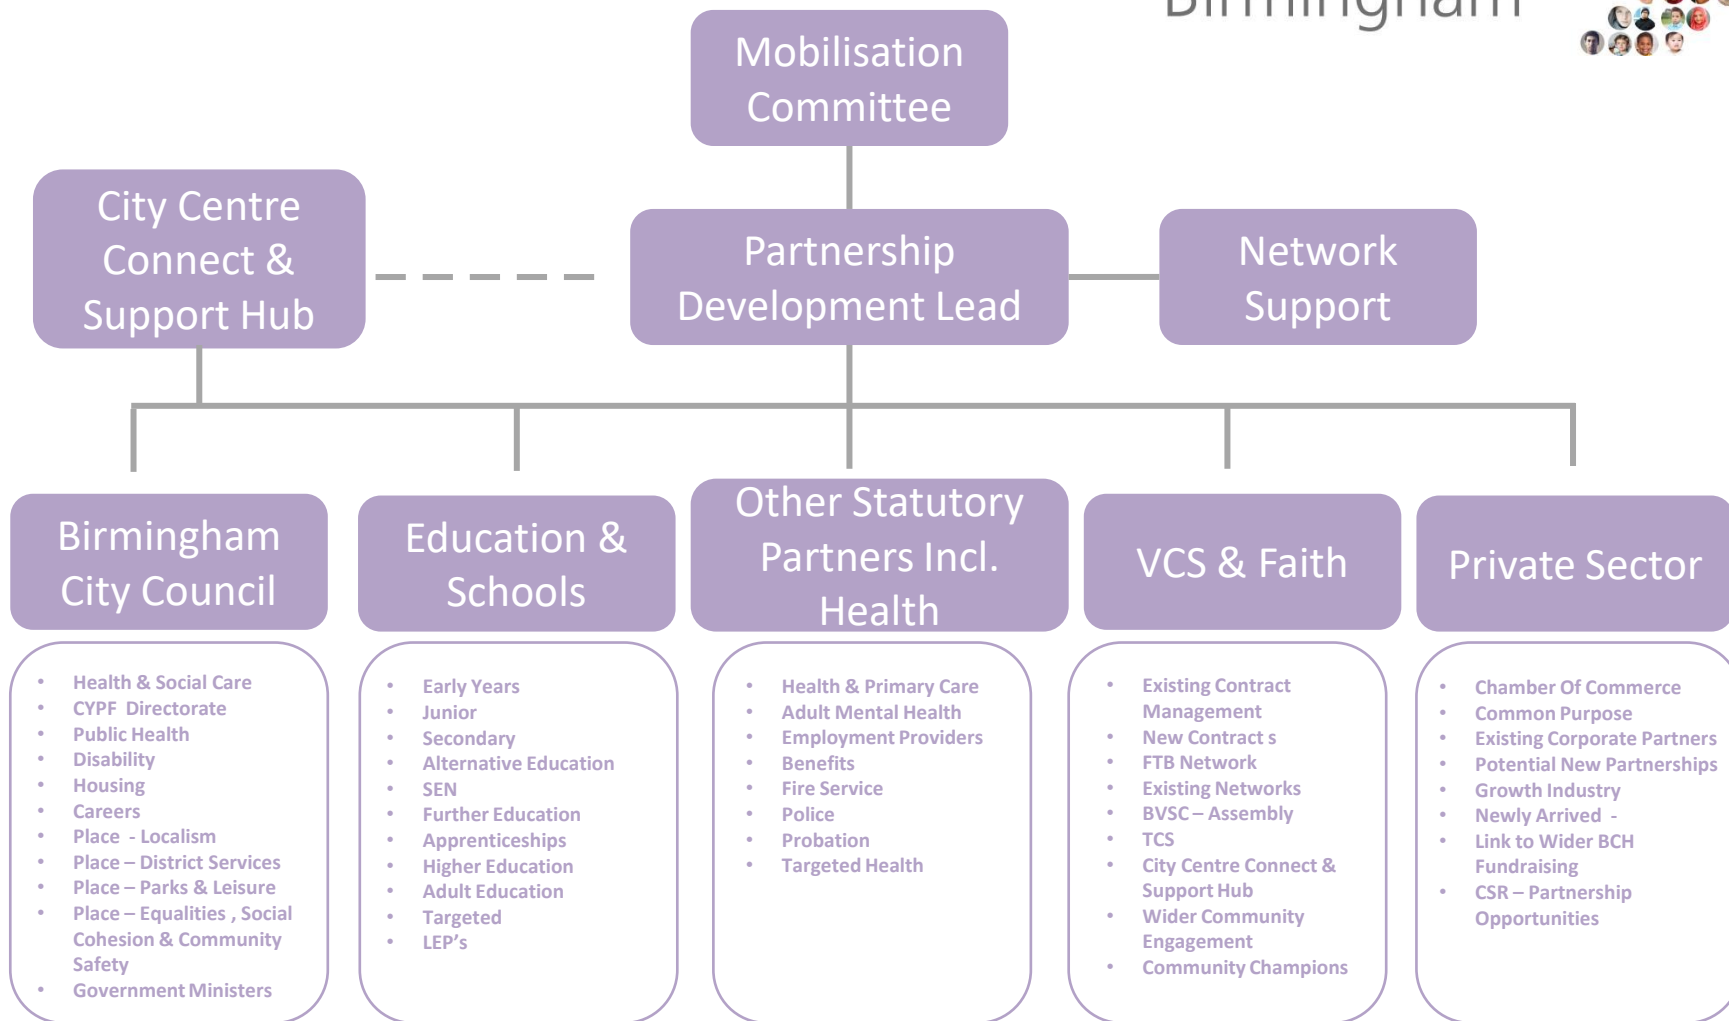 Birmingham
Mobilisation
Committee
City Centre
Connect &
Support Hub
Partnership
Development Lead
Network
Support
Birmingham
City Council
Education &
Schools
Other Statutory
Partners Incl.
Health
VCS & Faith
Private Sector
• Health & Social Care
• CYPF Directorate
• Public Health
• Disability
• Housing
• Careers
• Place - Localism
• Place – District Services
• Place – Parks & Leisure
• Place – Equalities , Social
Cohesion & Community
Safety
• Government Ministers
• Early Years
• Junior
• Secondary
• Alternative Education
• SEN
• Further Education
• Apprenticeships
• Higher Education
• Adult Education
• Targeted
• LEP's
• Health & Primary Care
• Adult Mental Health
• Employment Providers
• Benefits
• Fire Service
• Police
• Probation
• Targeted Health
• Existing Contract
Management
• New Contract s
• FTB Network
• Existing Networks
• BVSC – Assembly
• TCS
• City Centre Connect &
Support Hub
• Wider Community
Engagement
• Community Champions
• Chamber Of Commerce
• Common Purpose
• Existing Corporate Partners
• Potential New Partnerships
• Growth Industry
• Newly Arrived -
• Link to Wider BCH
Fundraising
• CSR – Partnership
Opportunities